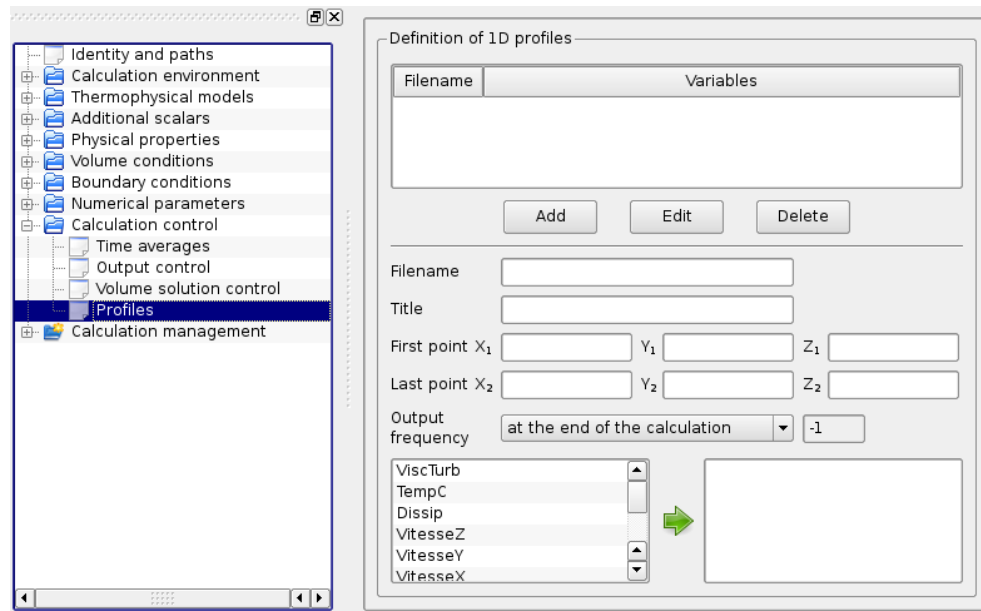 Identity and paths
Calculation environment
Thermophysical models
Additional scalars
Physical properties
Volume conditions
Boundary conditions
Numerical parameters
Calculation control
Time averages
Output control
Volume solution control
Profiles
Calculation management
Definition of 1D profiles
Filename Variables
Add Edit Delete
Filename
Title
First point X₁ Y₁ Z₁
Last point X₂ Y₂ Z₂
Output
frequency at the end of the calculation -1
ViscTurb
TempC
Dissip
VitesseZ
VitesseY
VitesseX